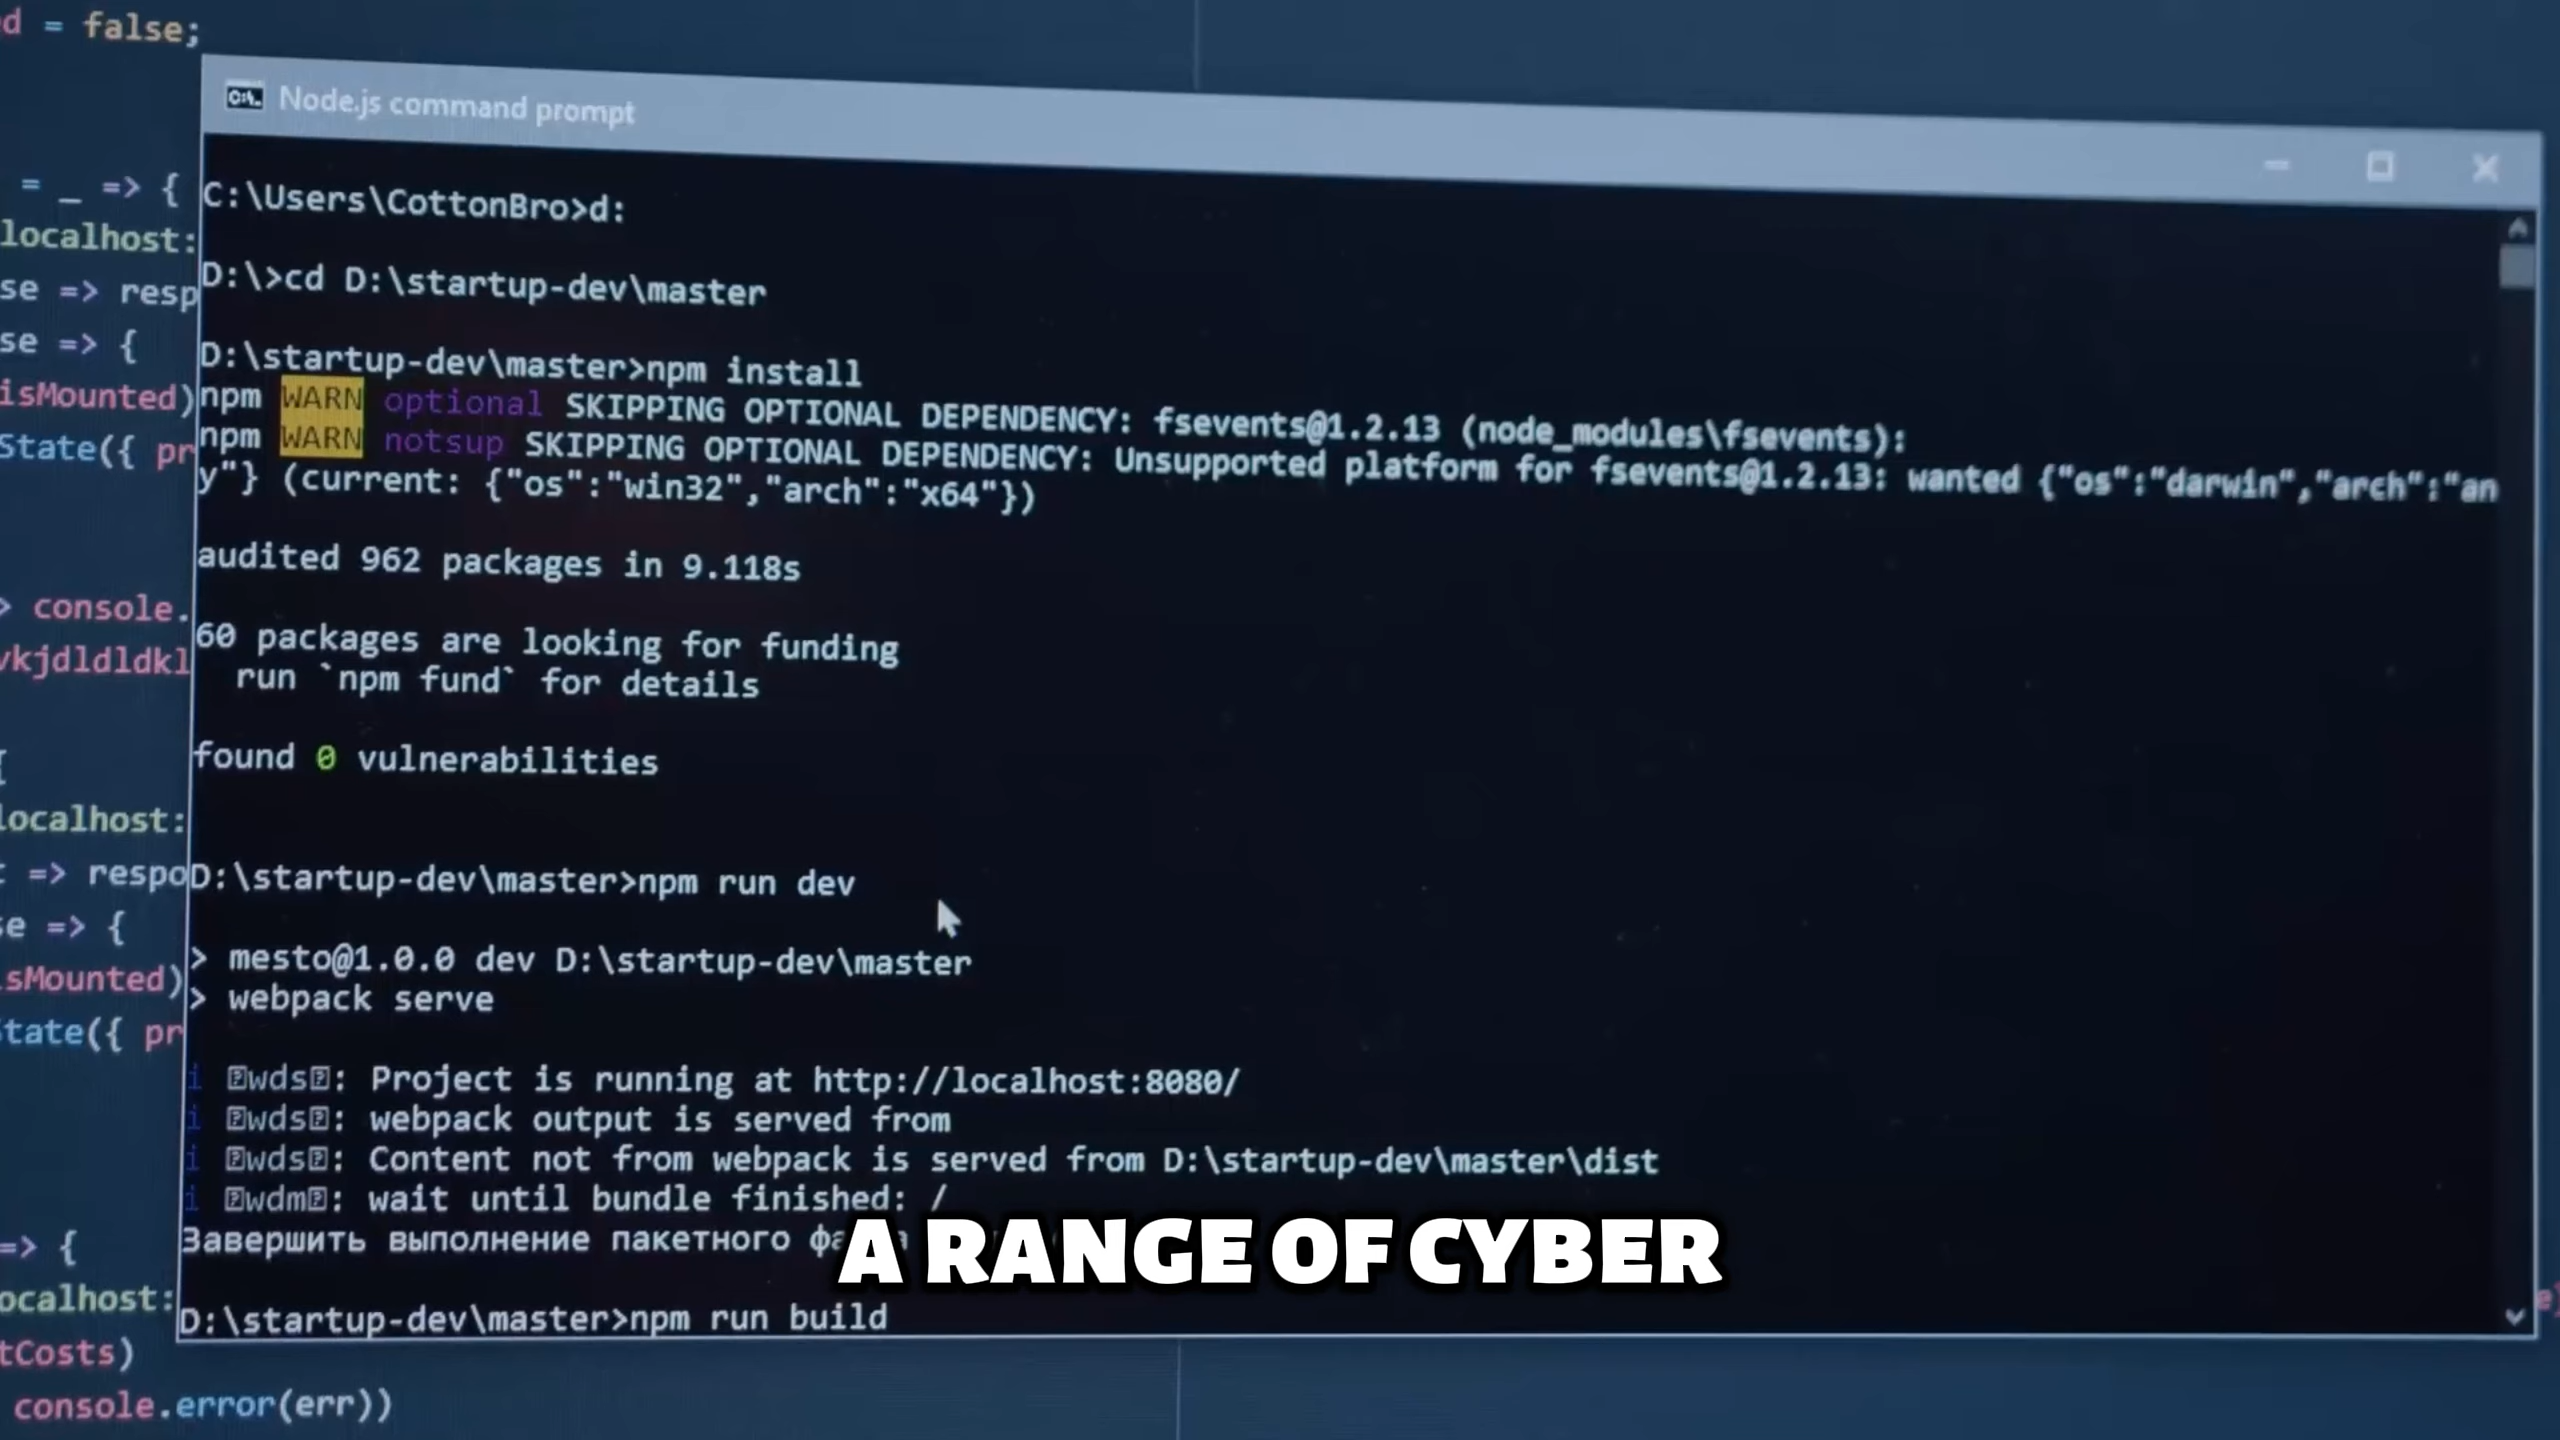 d = false;
Node.js command prompt
C:\Users\CottonBro>d:
D:\>cd D:\startup-dev\master
D:\startup-dev\master>npm install
npm WARN optional SKIPPING OPTIONAL DEPENDENCY: fsevents@1.2.13 (node_modules\fsevents):
npm WARN notsup SKIPPING OPTIONAL DEPENDENCY: Unsupported platform for fsevents@1.2.13: wanted {"os":"darwin","arch":"an
y"} (current: {"os":"win32","arch":"x64"})
audited 962 packages in 9.118s
60 packages are looking for funding
run `npm fund` for details
found 0 vulnerabilities
D:\startup-dev\master>npm run dev
> mesto@1.0.0 dev D:\startup-dev\master
> webpack serve
i wds: Project is running at http://localhost:8080/
i wds: webpack output is served from
i wds: Content not from webpack is served from D:\startup-dev\master\dist
i wdm: wait until bundle finished: /
Завершить выполнение пакетного
A RANGE OF CYBER
D:\startup-dev\master>npm run build
= _ => {
localhost:
se => resp
se => {
isMounted)
State({ pr
> console.
vkjdldldkl
{
localhost:
t => respo
se => {
isMounted)
State({ pr
=> {
ocalhost:
tCosts)
console.error(err))